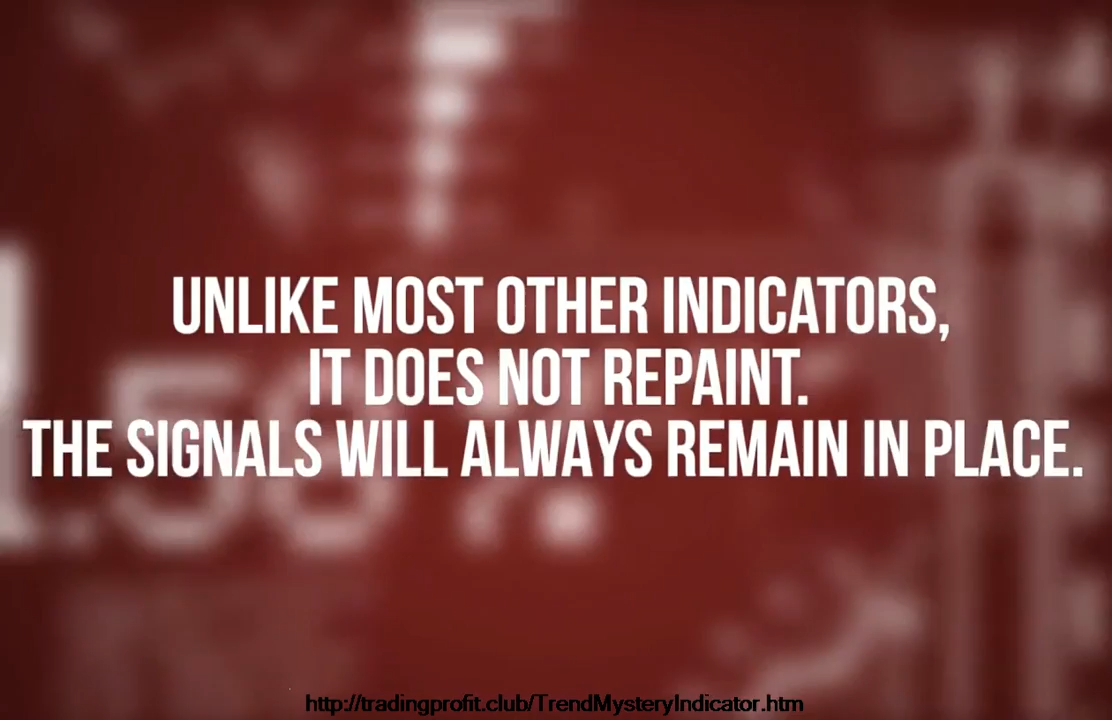 UNLIKE MOST OTHER INDICATORS,
IT DOES NOT REPAINT.
THE SIGNALS WILL ALWAYS REMAIN IN PLACE.
http://tradingprofit.club/TrendMysteryIndicator.htm